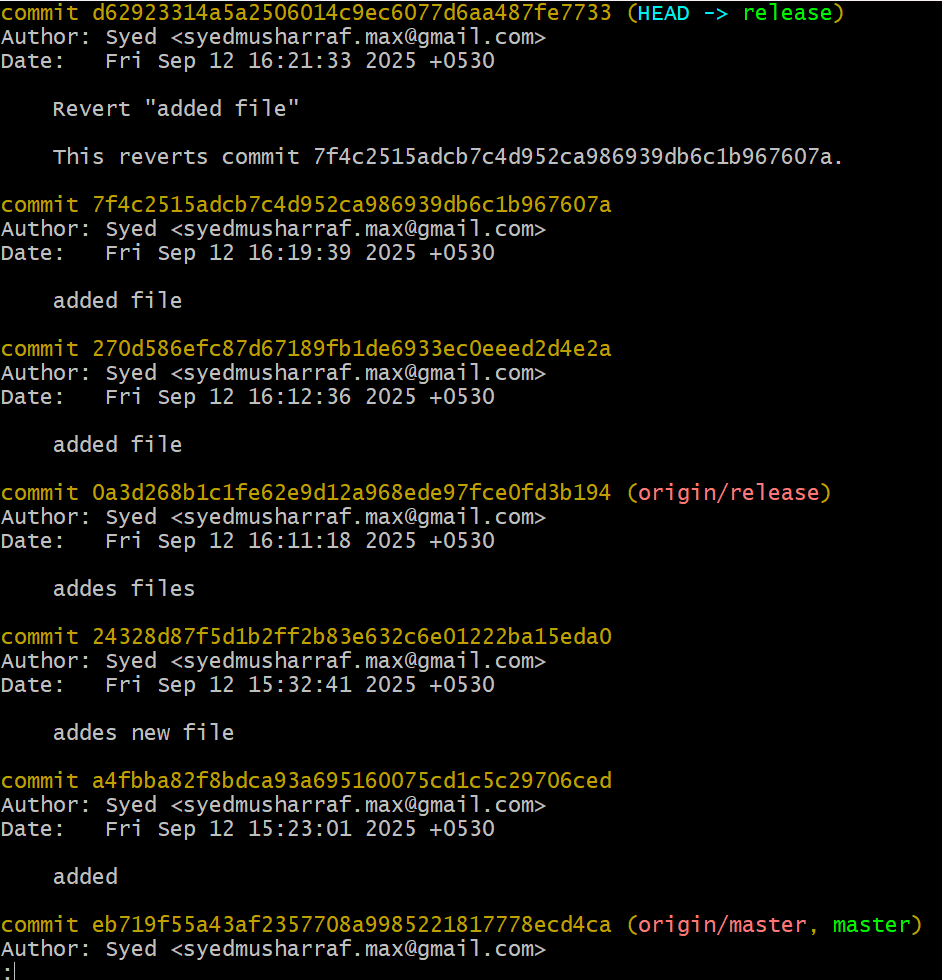 commit d62923314a5a2506014c9ec6077d6aa487fe7733 (HEAD -> release)
Author: Syed <syedmusharraf.max@gmail.com>
Date:   Fri Sep 12 16:21:33 2025 +0530

    Revert "added file"

    This reverts commit 7f4c2515adcb7c4d952ca986939db6c1b967607a.

commit 7f4c2515adcb7c4d952ca986939db6c1b967607a
Author: Syed <syedmusharraf.max@gmail.com>
Date:   Fri Sep 12 16:19:39 2025 +0530

    added file

commit 270d586efc87d67189fb1de6933ec0eeed2d4e2a
Author: Syed <syedmusharraf.max@gmail.com>
Date:   Fri Sep 12 16:12:36 2025 +0530

    added file

commit 0a3d268b1c1fe62e9d12a968ede97fce0fd3b194 (origin/release)
Author: Syed <syedmusharraf.max@gmail.com>
Date:   Fri Sep 12 16:11:18 2025 +0530

    addes files

commit 24328d87f5d1b2ff2b83e632c6e01222ba15eda0
Author: Syed <syedmusharraf.max@gmail.com>
Date:   Fri Sep 12 15:32:41 2025 +0530

    addes new file

commit a4fbba82f8bdca93a695160075cd1c5c29706ced
Author: Syed <syedmusharraf.max@gmail.com>
Date:   Fri Sep 12 15:23:01 2025 +0530

    added

commit eb719f55a43af2357708a9985221817778ecd4ca (origin/master, master)
Author: Syed <syedmusharraf.max@gmail.com>
: